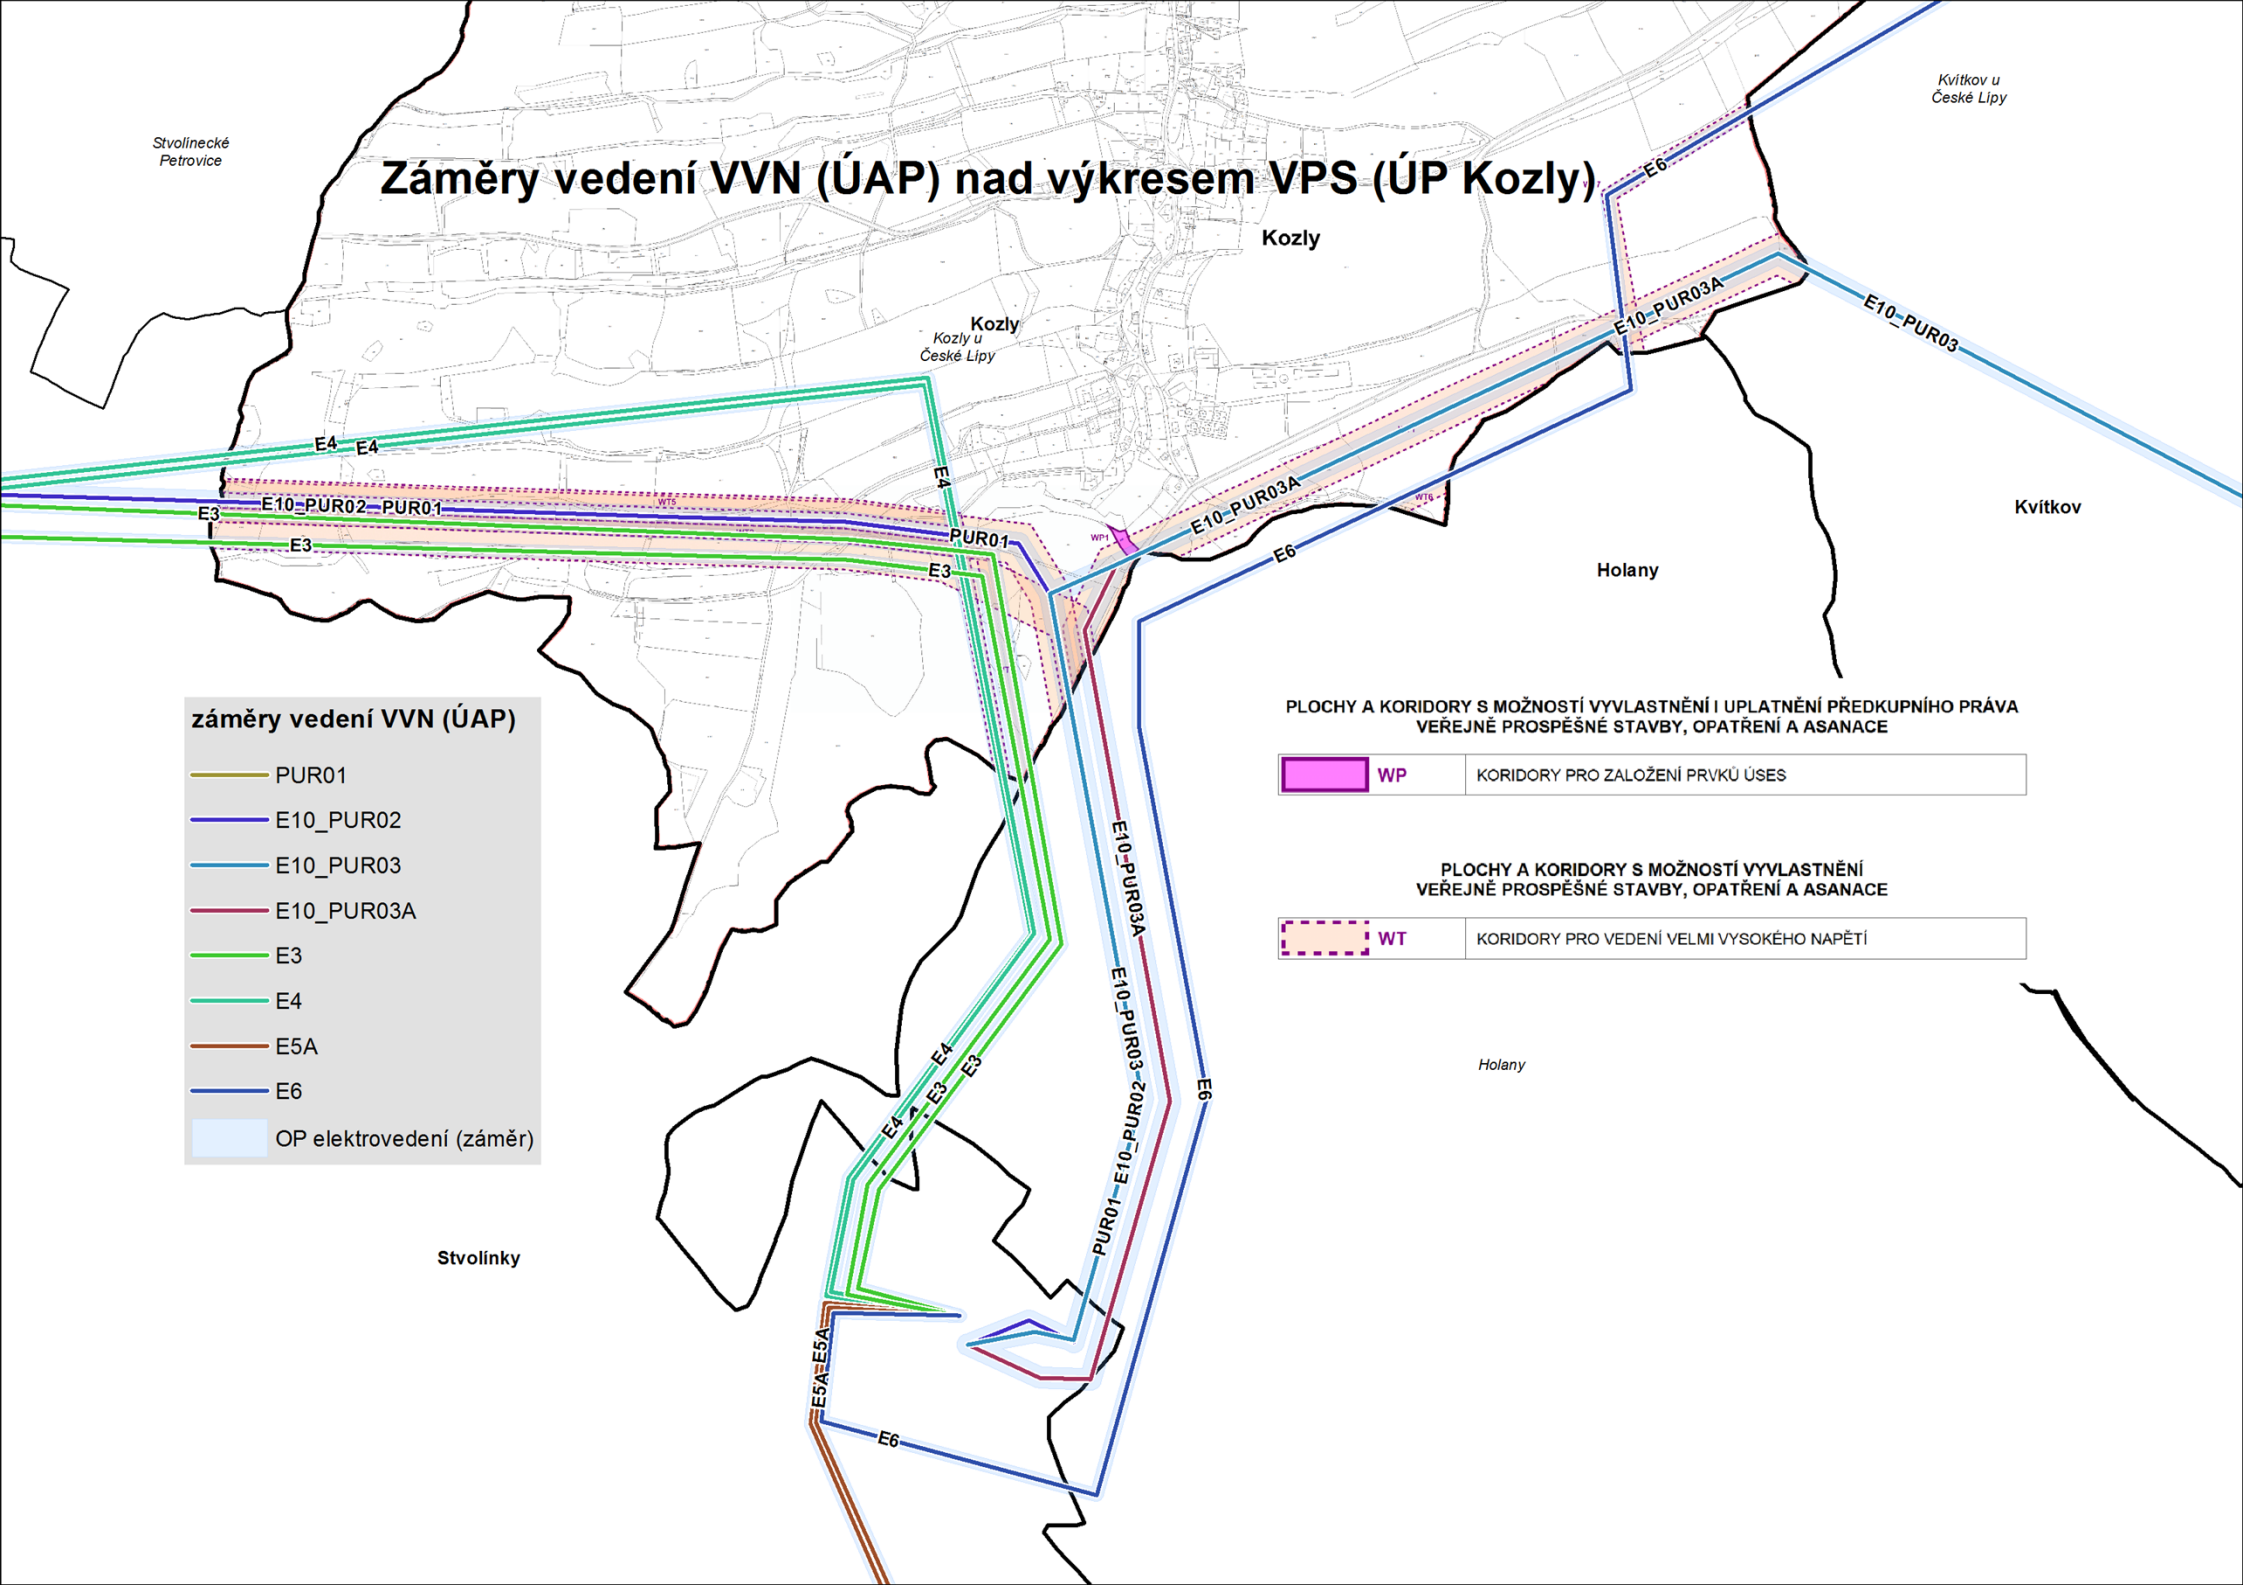 Kvítkov u
České Lípy
Stvolínecké
Petrovice
Záměry vedení VVN (ÚAP) nad výkresem VPS (ÚP Kozly)
E6
Kozly
E10_PUR03A
E10_PUR03
Kozly
Kozly u
České Lípy
E4
E4
E4
E10_PUR02
PUR01
WT5
E3
E3
PUR01
E3
WP1
E10_PUR03A
WT6
E6
Kvítkov
Holany
záměry vedení VVN (ÚAP)
PUR01
E10_PUR02
E10_PUR03
E10_PUR03A
E3
E4
E5A
E6
OP elektrovedení (záměr)
PLOCHY A KORIDORY S MOŽNOSTÍ VYVLASTNĚNÍ I UPLATNĚNÍ PŘEDKUPNÍHO PRÁVA
VEŘEJNĚ PROSPĚŠNÉ STAVBY, OPATŘENÍ A ASANACE
WP
KORIDORY PRO ZALOŽENÍ PRVKŮ ÚSES
PLOCHY A KORIDORY S MOŽNOSTÍ VYVLASTNĚNÍ
VEŘEJNĚ PROSPĚŠNÉ STAVBY, OPATŘENÍ A ASANACE
WT
KORIDORY PRO VEDENÍ VELMI VYSOKÉHO NAPĚTÍ
E10_PUR03A
E10_PUR03
E10_PUR02
PUR01
E4
E3
E3
E4
E6
Holany
Stvolínky
E5A
E5A
E6